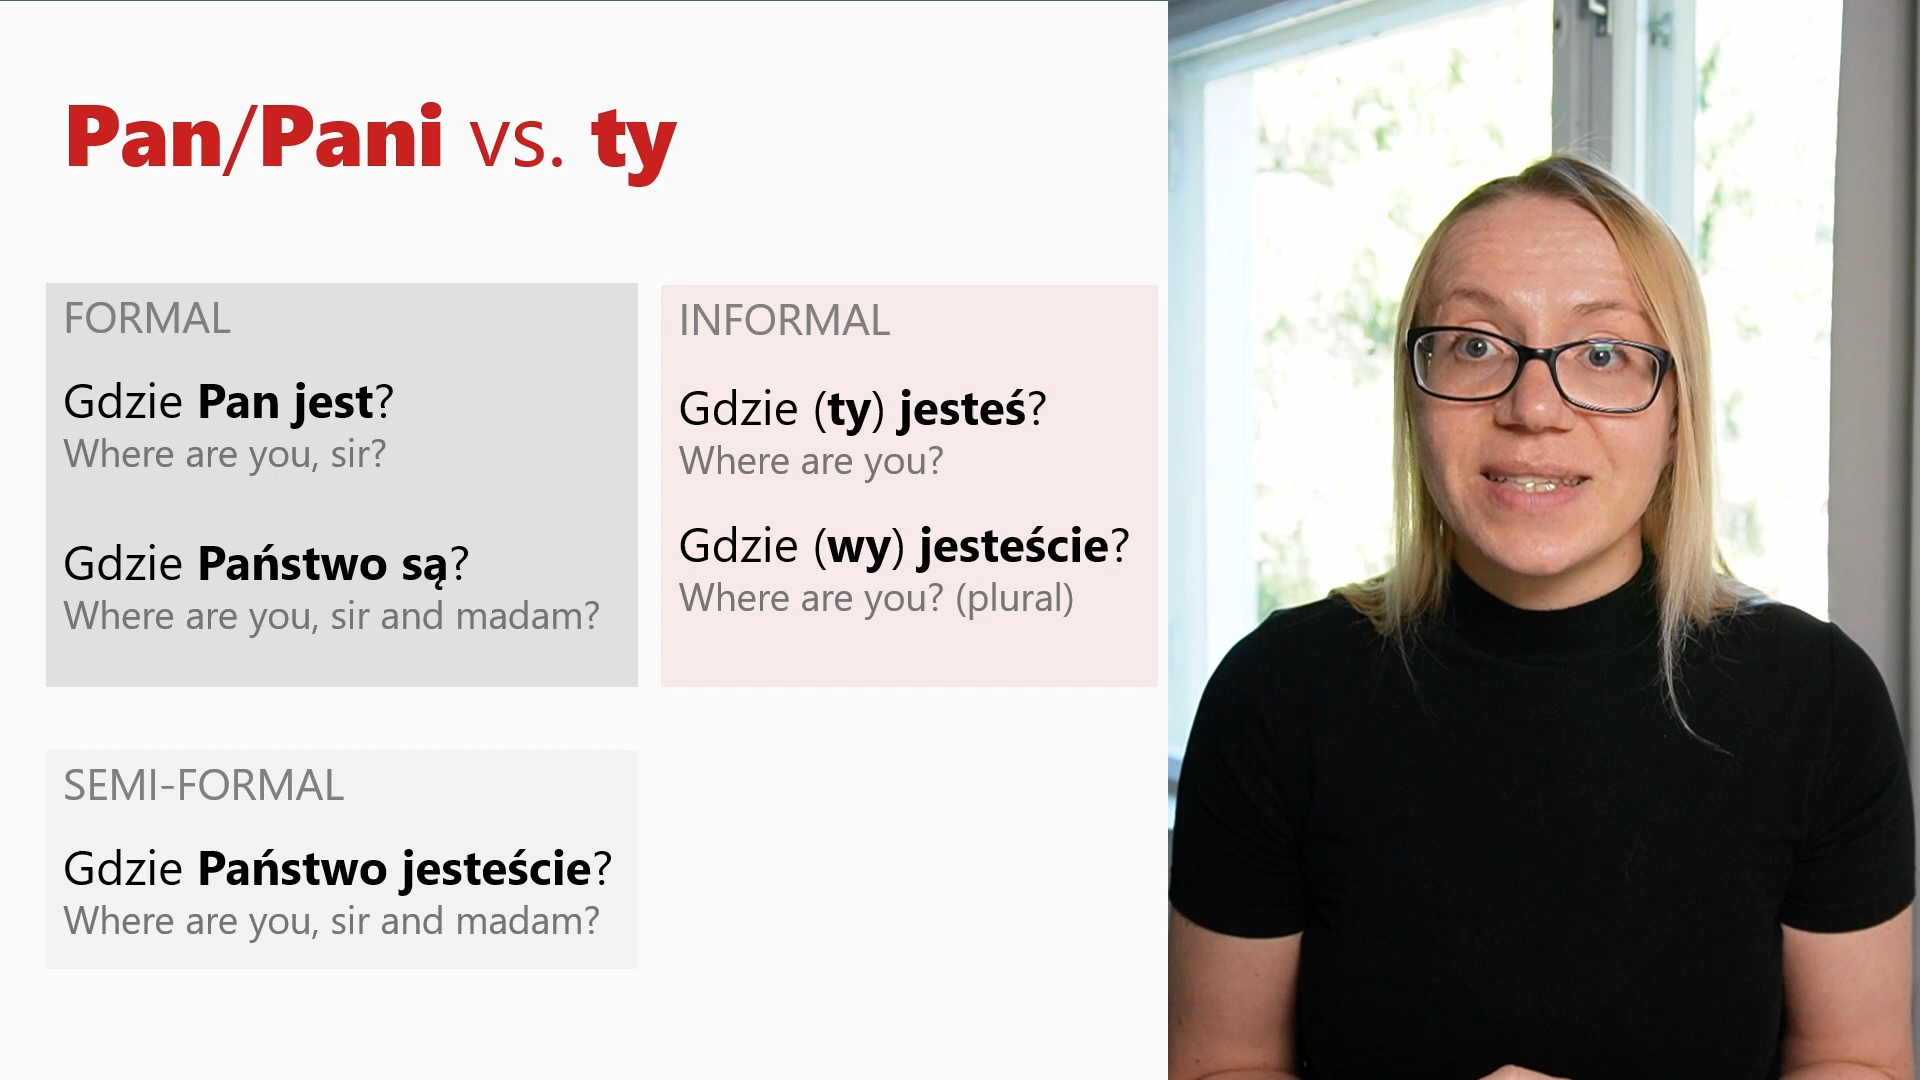 Pan/Pani vs. ty
FORMAL
Gdzie Pan jest?
Where are you, sir?
Gdzie Państwo są?
Where are you, sir and madam?
INFORMAL
Gdzie (ty) jesteś?
Where are you?
Gdzie (wy) jesteście?
Where are you? (plural)
SEMI-FORMAL
Gdzie Państwo jesteście?
Where are you, sir and madam?